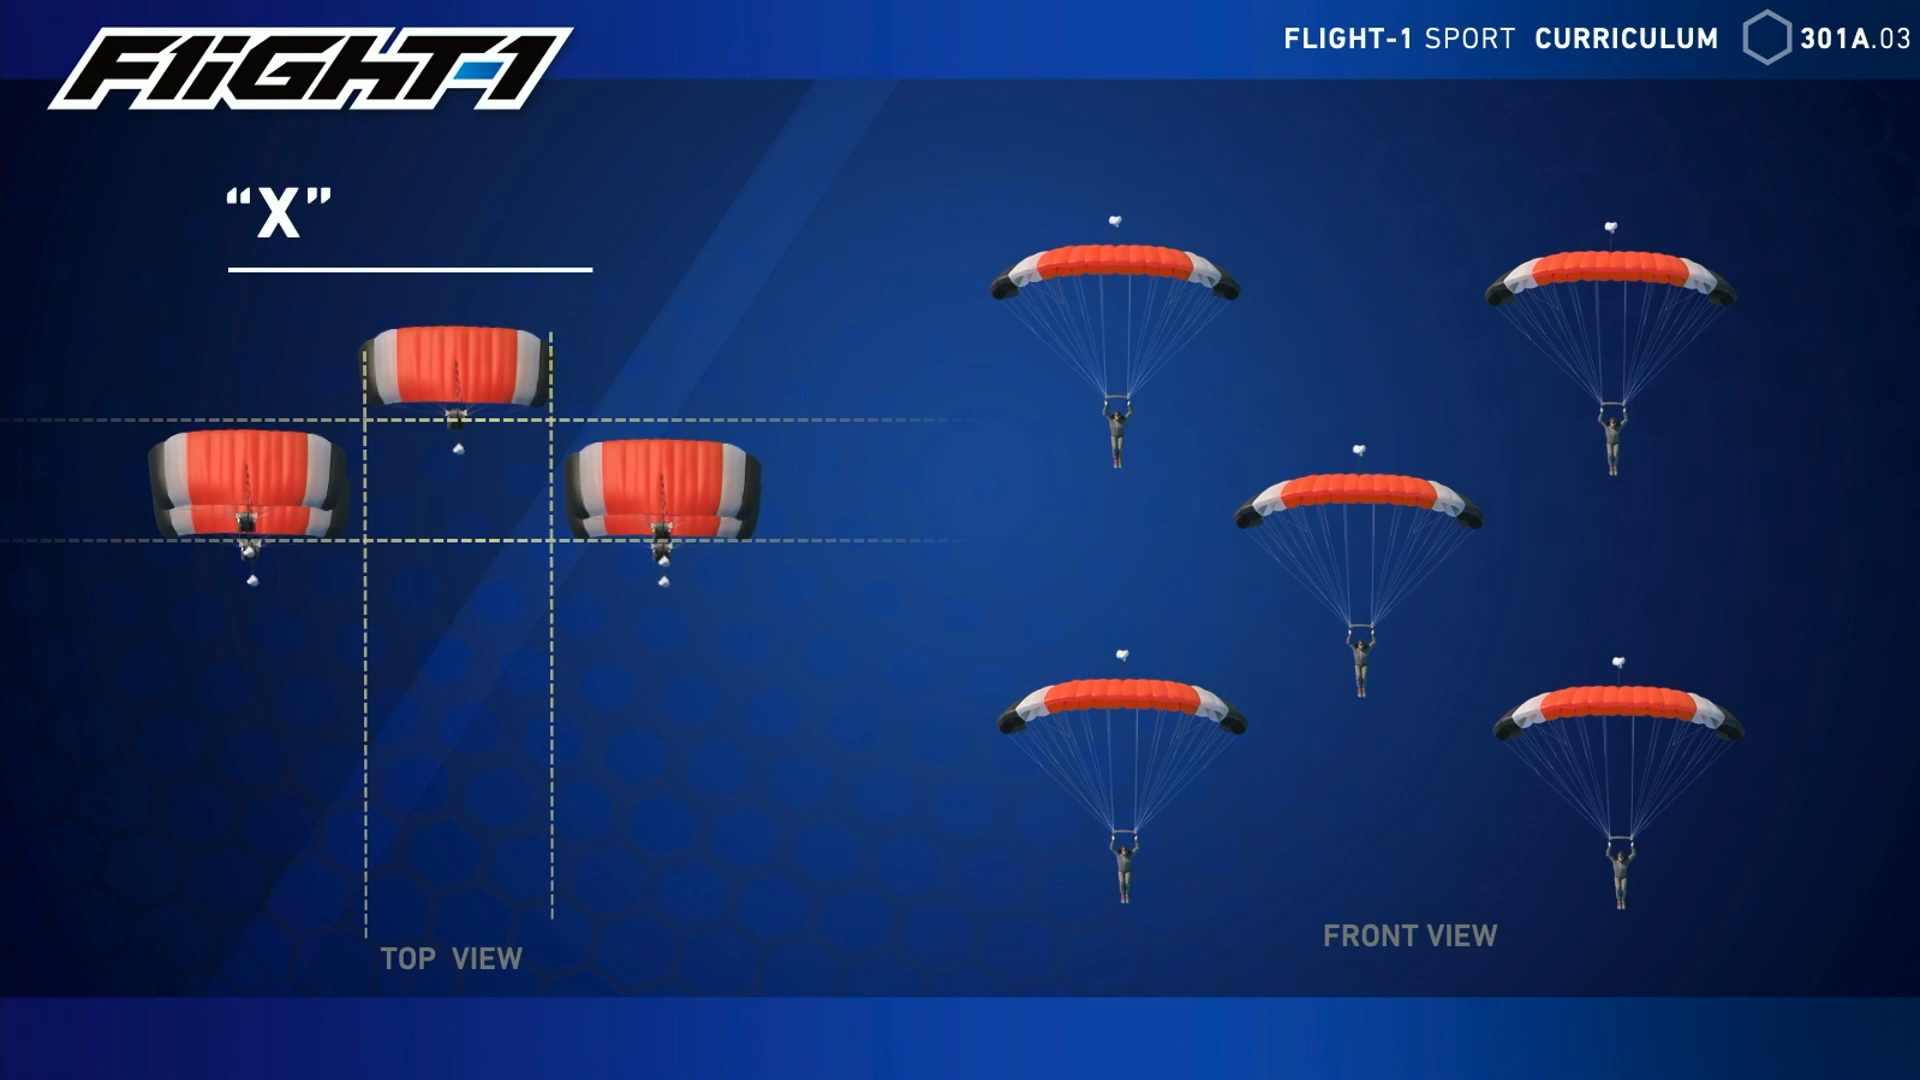 FLIGHT-1
FLIGHT-1 SPORT CURRICULUM 301A.03
“X”
TOP VIEW
FRONT VIEW